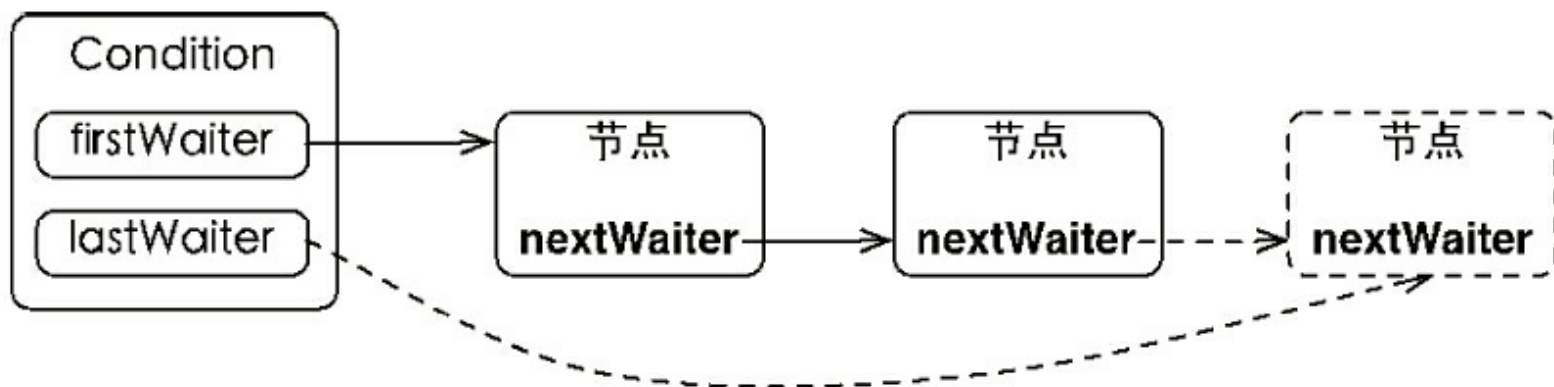 Condition
firstWaiter
lastWaiter
节点
nextWaiter
节点
nextWaiter
节点
nextWaiter